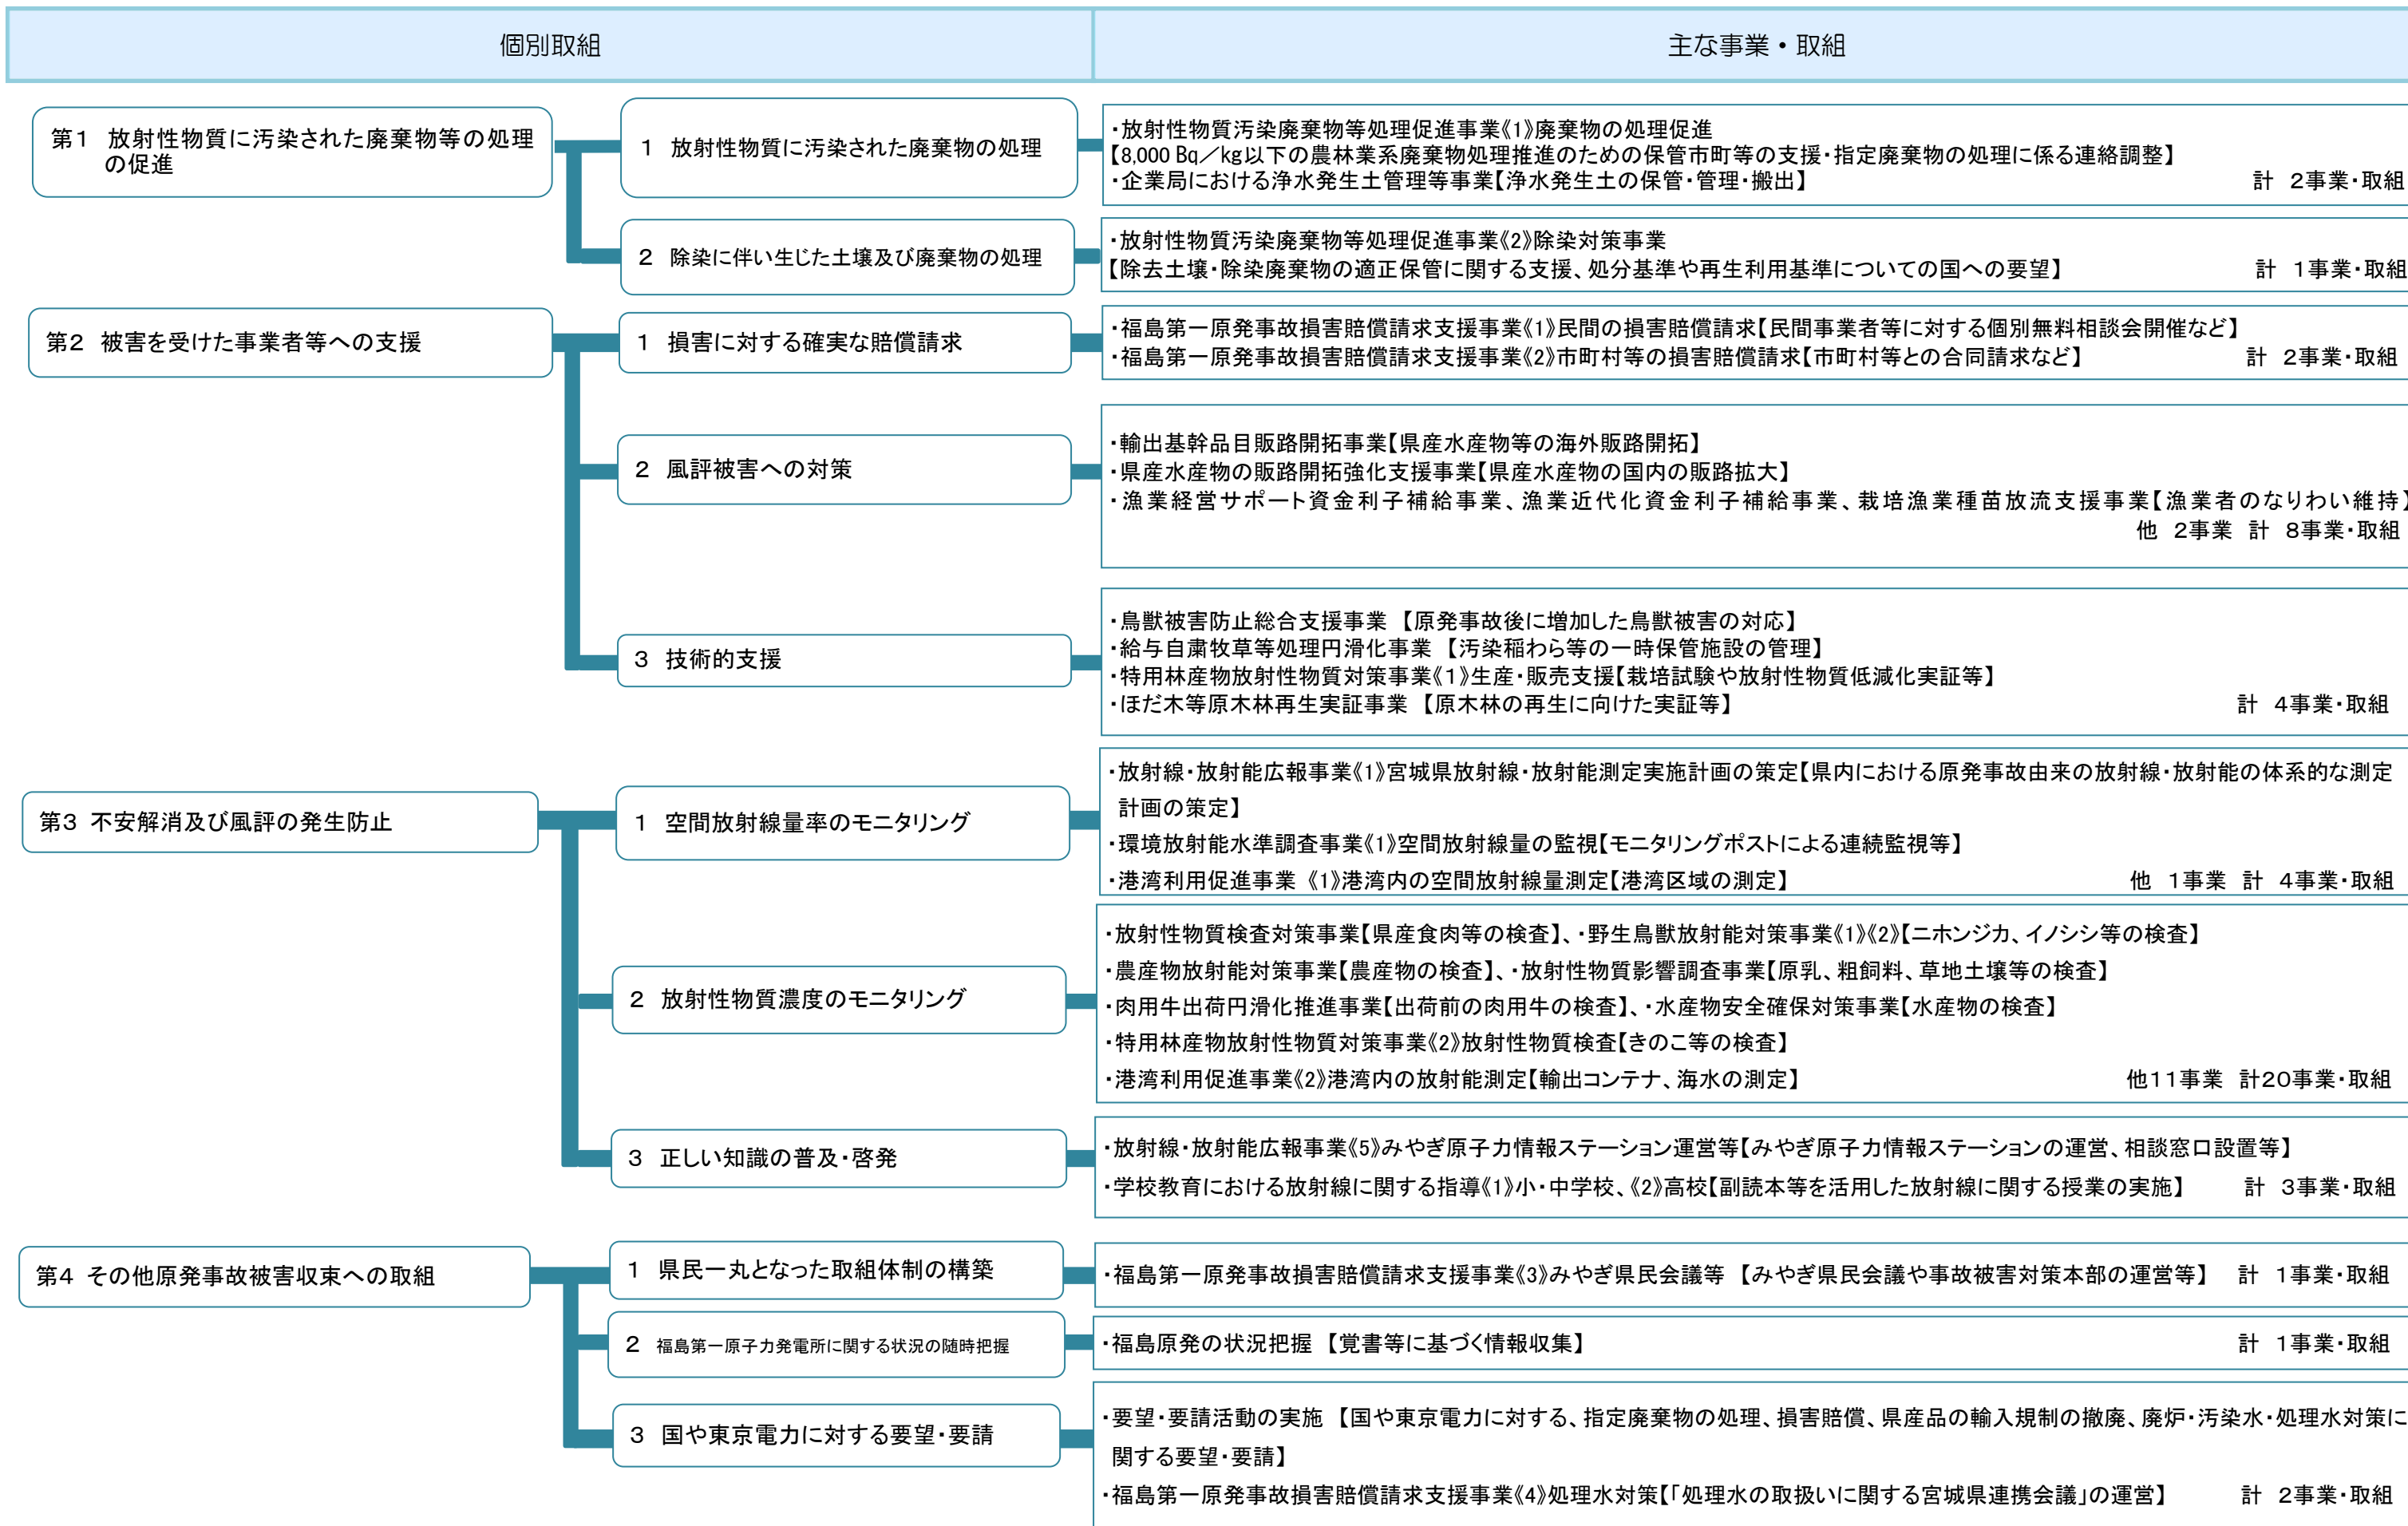 個別取組
主な事業・取組
第1 放射性物質に汚染された廃棄物等の処理
の促進
1 放射性物質に汚染された廃棄物の処理
・放射性物質汚染廃棄物等処理促進事業《1》廃棄物の処理促進
【8,000 Bq／kg以下の農林業系廃棄物処理推進のための保管市町等の支援・指定廃棄物の処理に係る連絡調整】
・企業局における浄水発生土管理等事業【浄水発生土の保管・管理・搬出】 計 2事業・取組
2 除染に伴い生じた土壌及び廃棄物の処理
・放射性物質汚染廃棄物等処理促進事業《2》除染対策事業
【除去土壌・除染廃棄物の適正保管に関する支援、処分基準や再生利用基準についての国への要望】 計 1事業・取組
第2 被害を受けた事業者等への支援
1 損害に対する確実な賠償請求
・福島第一原発事故損害賠償請求支援事業《1》民間の損害賠償請求【民間事業者等に対する個別無料相談会開催など】
・福島第一原発事故損害賠償請求支援事業《2》市町村等の損害賠償請求【市町村等との合同請求など】 計 2事業・取組
2 風評被害への対策
・輸出基幹品目販路開拓事業【県産水産物等の海外販路開拓】
・県産水産物の販路開拓強化支援事業【県産水産物の国内の販路拡大】
・漁業経営サポート資金利子補給事業、漁業近代化資金利子補給事業、栽培漁業種苗放流支援事業【漁業者のなりわい維持】
他 2事業 計 8事業・取組
3 技術的支援
・鳥獣被害防止総合支援事業 【原発事故後に増加した鳥獣被害の対応】
・給与自粛牧草等処理円滑化事業 【汚染稲わら等の一時保管施設の管理】
・特用林産物放射性物質対策事業《1》生産・販売支援【栽培試験や放射性物質低減化実証等】
・ほだ木等原木林再生実証事業 【原木林の再生に向けた実証等】 計 4事業・取組
第3 不安解消及び風評の発生防止
1 空間放射線量率のモニタリング
・放射線・放射能広報事業《1》宮城県放射線・放射能測定実施計画の策定【県内における原発事故由来の放射線・放射能の体系的な測定
計画の策定】
・環境放射能水準調査事業《1》空間放射線量の監視【モニタリングポストによる連続監視等】
・港湾利用促進事業 《1》港湾内の空間放射線量測定【港湾区域の測定】 他 1事業 計 4事業・取組
2 放射性物質濃度のモニタリング
・放射性物質検査対策事業【県産食肉等の検査】、・野生鳥獣放射能対策事業《1》《2》【ニホンジカ、イノシシ等の検査】
・農産物放射能対策事業【農産物の検査】、・放射性物質影響調査事業【原乳、粗飼料、草地土壌等の検査】
・肉用牛出荷円滑化推進事業【出荷前の肉用牛の検査】、・水産物安全確保対策事業【水産物の検査】
・特用林産物放射性物質対策事業《2》放射性物質検査【きのこ等の検査】
・港湾利用促進事業《2》港湾内の放射能測定【輸出コンテナ、海水の測定】 他11事業 計20事業・取組
3 正しい知識の普及・啓発
・放射線・放射能広報事業《5》みやぎ原子力情報ステーション運営等【みやぎ原子力情報ステーションの運営、相談窓口設置等】
・学校教育における放射線に関する指導《1》小・中学校、《2》高校【副読本等を活用した放射線に関する授業の実施】 計 3事業・取組
第4 その他原発事故被害収束への取組
1 県民一丸となった取組体制の構築
・福島第一原発事故損害賠償請求支援事業《3》みやぎ県民会議等 【みやぎ県民会議や事故被害対策本部の運営等】 計 1事業・取組
2 福島第一原子力発電所に関する状況の随時把握
・福島原発の状況把握 【覚書等に基づく情報収集】 計 1事業・取組
3 国や東京電力に対する要望・要請
・要望・要請活動の実施 【国や東京電力に対する、指定廃棄物の処理、損害賠償、県産品の輸入規制の撤廃、廃炉・汚染水・処理水対策に
関する要望・要請】
・福島第一原発事故損害賠償請求支援事業《4》処理水対策【「処理水の取扱いに関する宮城県連携会議」の運営】 計 2事業・取組